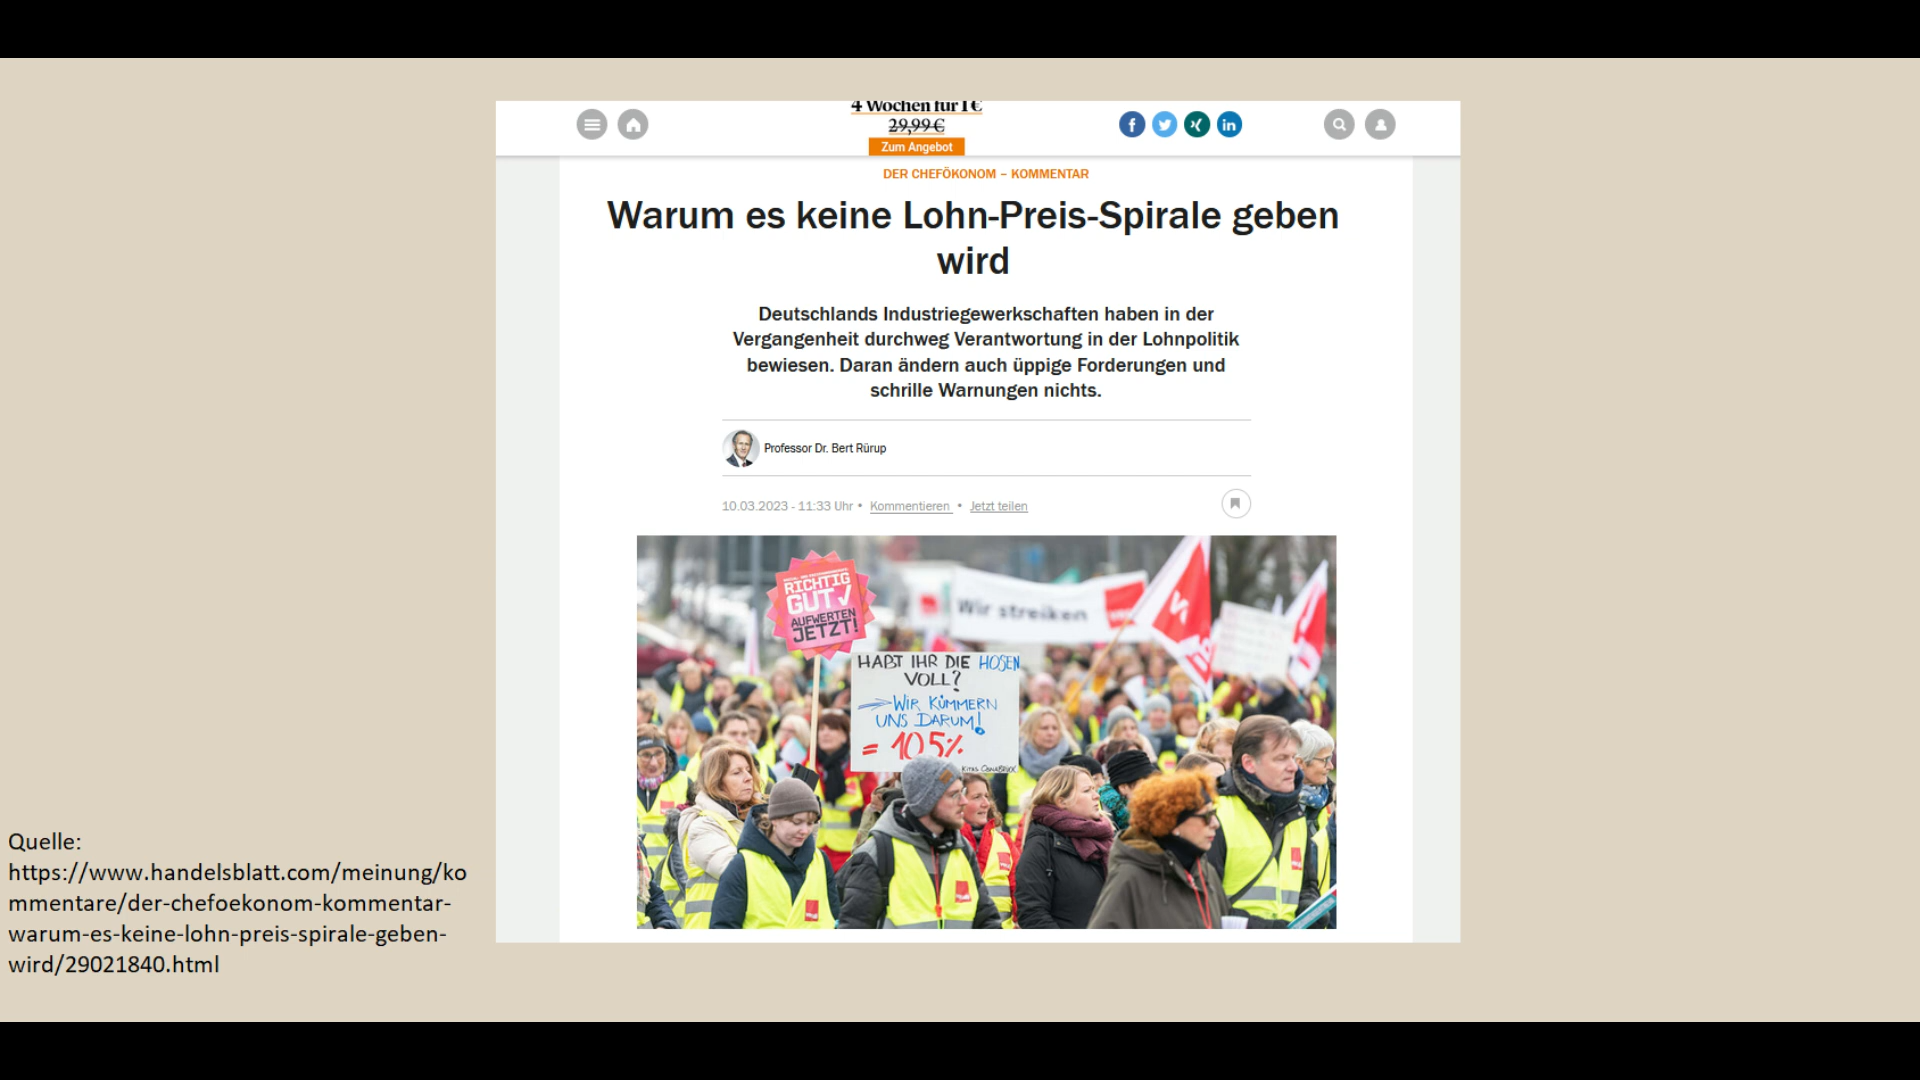 4 Wochen für 1 €
29,99 €
Zum Angebot
DER CHEFÖKONOM – KOMMENTAR
Warum es keine Lohn-Preis-Spirale geben
wird
Deutschlands Industriegewerkschaften haben in der
Vergangenheit durchweg Verantwortung in der Lohnpolitik
bewiesen. Daran ändern auch üppige Forderungen und
schrille Warnungen nichts.
Professor Dr. Bert Rürup
10.03.2023 - 11:33 Uhr • Kommentieren • Jetzt teilen
RICHTIG
GUT
AUFWERTEN
JETZT!
Wir streiken
HABT IHR DIE HOSEN
VOLL?
WIR KÜMMERN
UNS DARUM!
= 10,5%
KITAS OSNABRÜCK
Quelle:
https://www.handelsblatt.com/meinung/ko
mmentare/der-chefoekonom-kommentar-
warum-es-keine-lohn-preis-spirale-geben-
wird/29021840.html